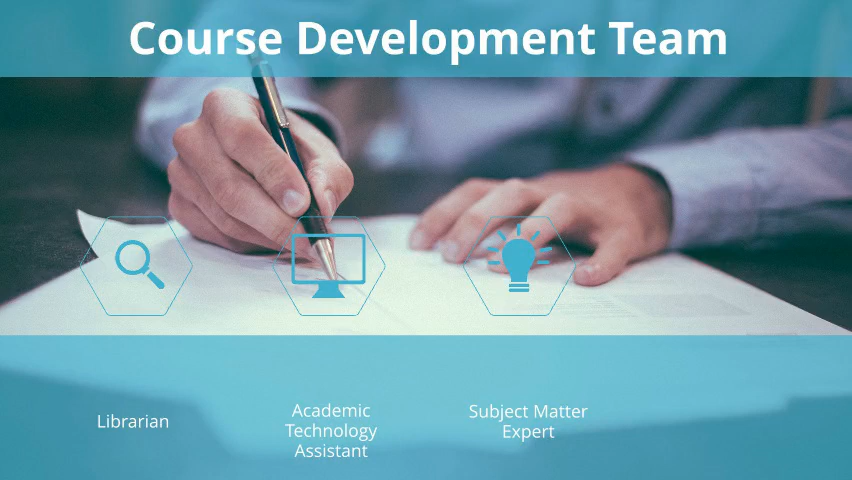 Course Development Team
Librarian
Academic
Technology
Assistant
Subject Matter
Expert